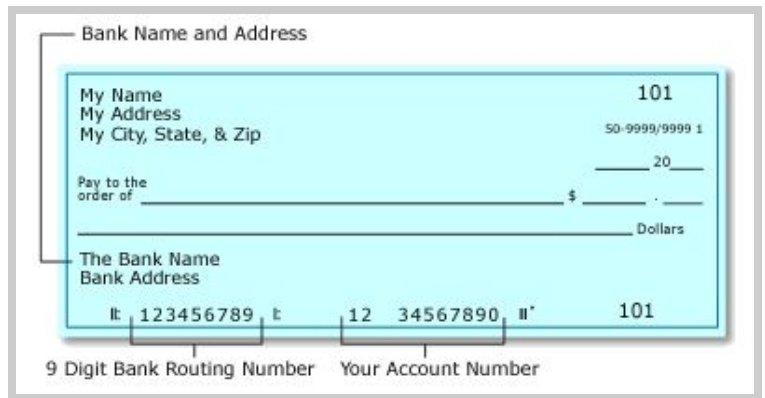 Bank Name and Address
My Name 101
My Address
My City, State, & Zip SO-9999/9999 1
20
Pay to the
order of $ .
Dollars
The Bank Name
Bank Address
⑆ 123456789 ⑆ 12 34567890 ⑈ 101
9 Digit Bank Routing Number Your Account Number